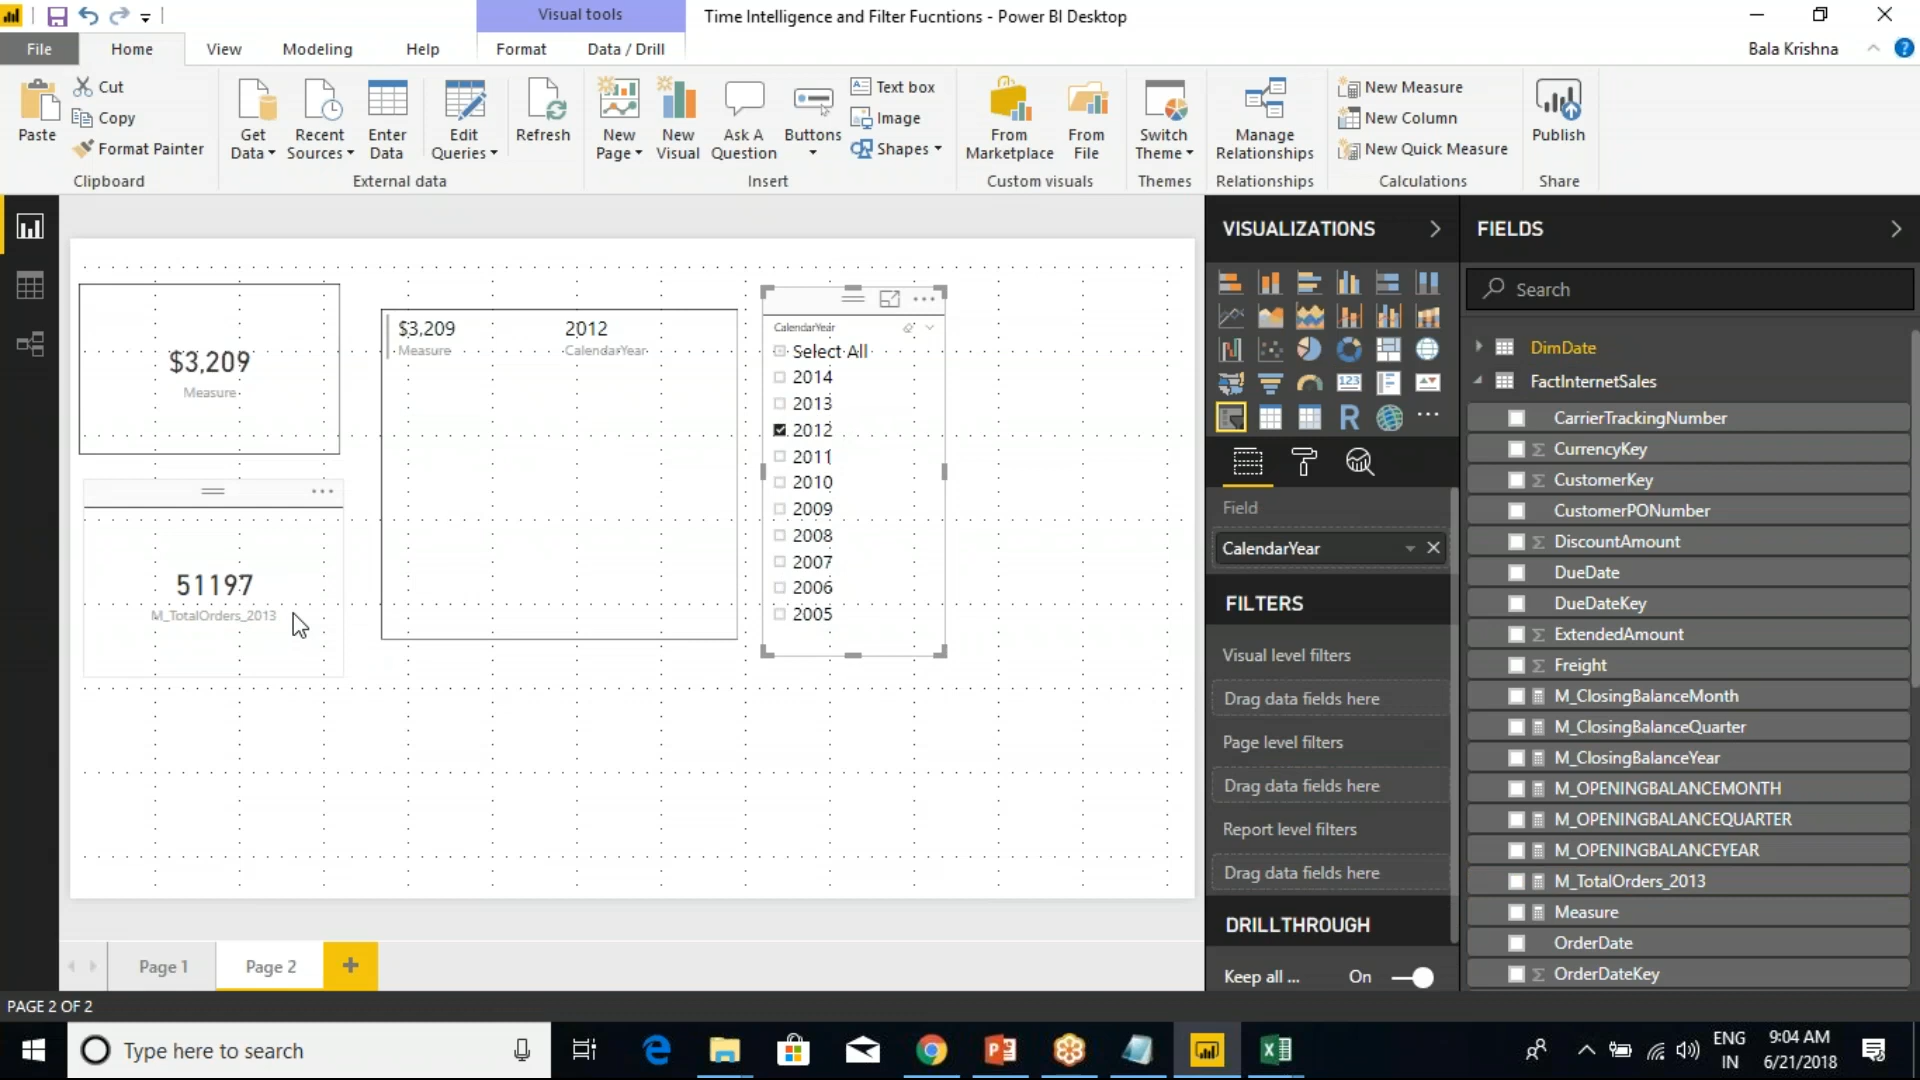 Visual tools
Time Intelligence and Filter Fucntions - Power BI Desktop
File
Home
View
Modeling
Help
Format
Data / Drill
Bala Krishna
Paste
Cut
Copy
Format Painter
Clipboard
Get Data
Recent Sources
Enter Data
Edit Queries
Refresh
External data
New Page
New Visual
Ask A Question
Buttons
Text box
Image
Shapes
Insert
From Marketplace
From File
Custom visuals
Switch Theme
Themes
Manage Relationships
Relationships
New Measure
New Column
New Quick Measure
Calculations
Publish
Share
$3,209
Measure
51197
M_TotalOrders_2013
$3,209
Measure
2012
CalendarYear
CalendarYear
Select All
2014
2013
2012
2011
2010
2009
2008
2007
2006
2005
VISUALIZATIONS
123
R
Field
CalendarYear
FILTERS
Visual level filters
Drag data fields here
Page level filters
Drag data fields here
Report level filters
Drag data fields here
DRILLTHROUGH
Keep all ...
On
FIELDS
Search
DimDate
FactInternetSales
CarrierTrackingNumber
CurrencyKey
CustomerKey
CustomerPONumber
DiscountAmount
DueDate
DueDateKey
ExtendedAmount
Freight
M_ClosingBalanceMonth
M_ClosingBalanceQuarter
M_ClosingBalanceYear
M_OPENINGBALANCEMONTH
M_OPENINGBALANCEQUARTER
M_OPENINGBALANCEYEAR
M_TotalOrders_2013
Measure
OrderDate
OrderDateKey
Page 1
Page 2
PAGE 2 OF 2
Type here to search
ENG
IN
9:04 AM
6/21/2018